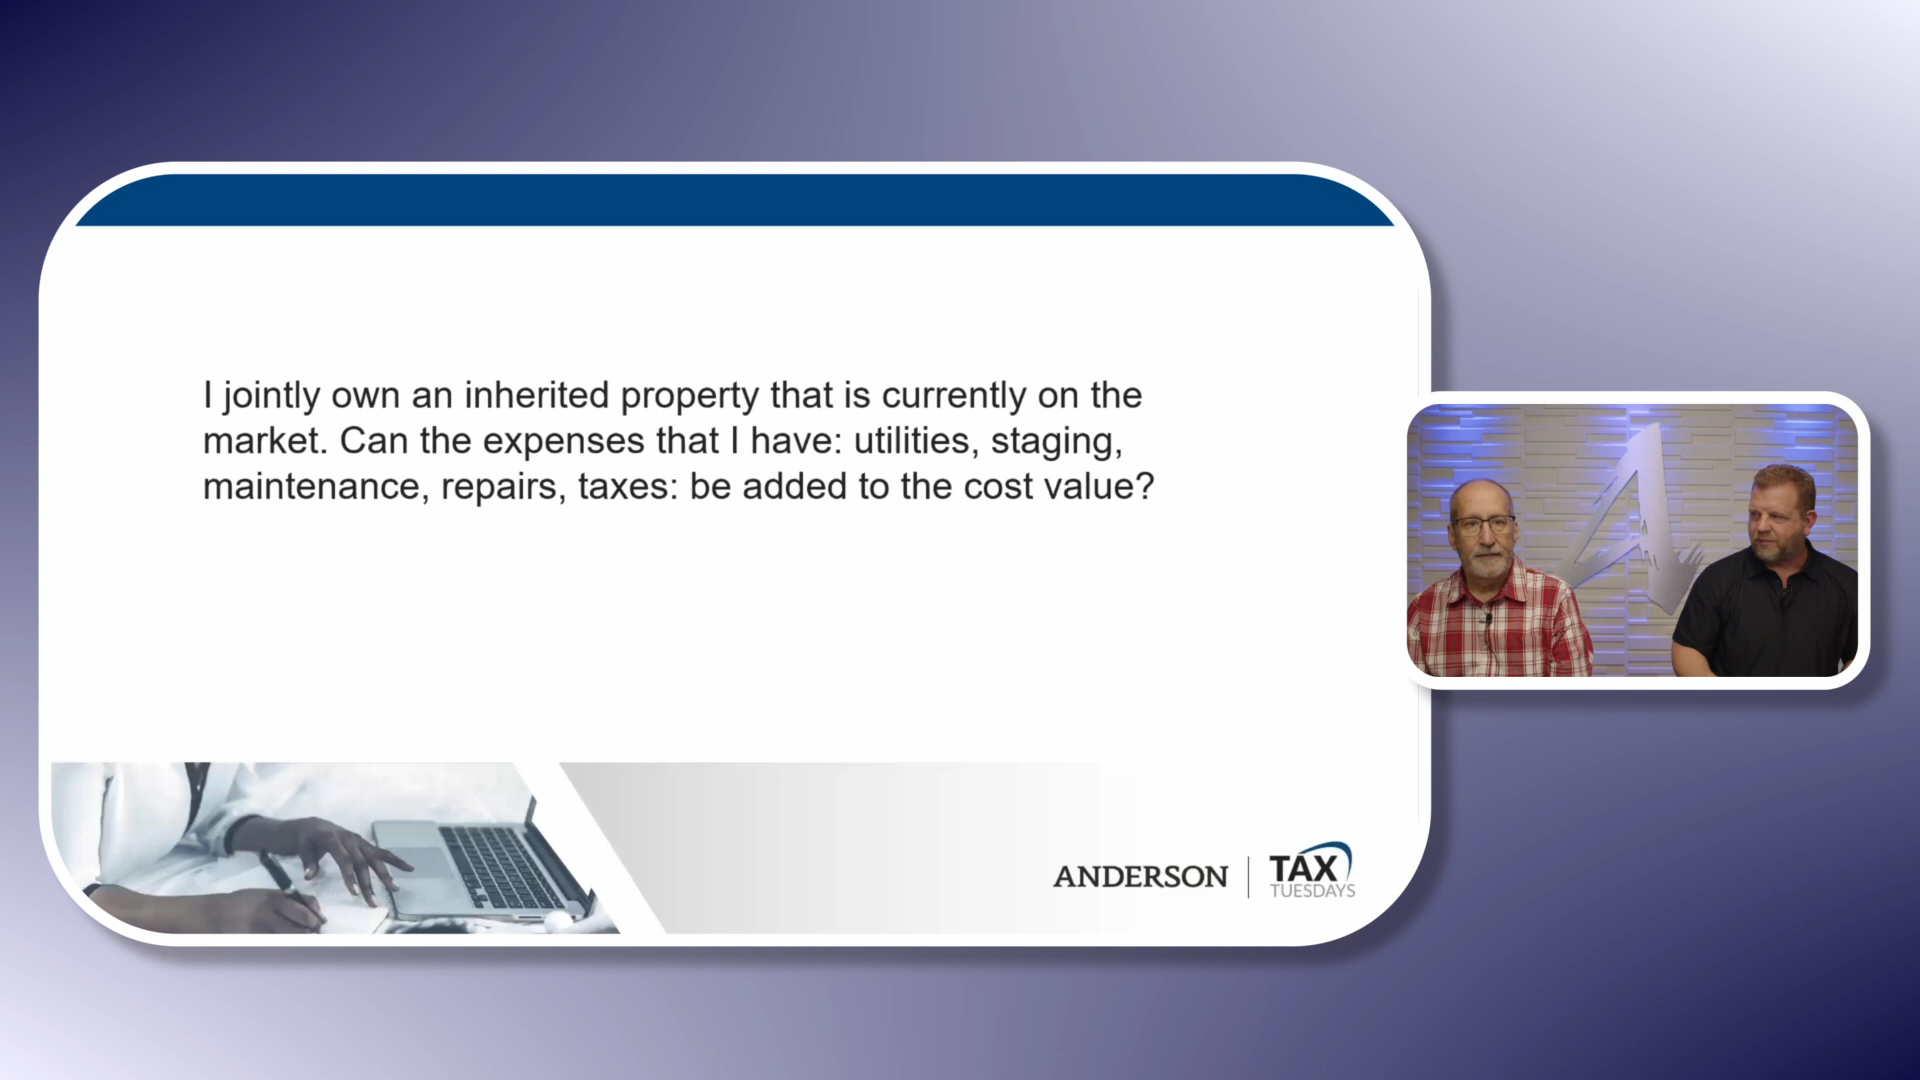 I jointly own an inherited property that is currently on the
market. Can the expenses that I have: utilities, staging,
maintenance, repairs, taxes: be added to the cost value?
ANDERSON
TAX
TUESDAYS